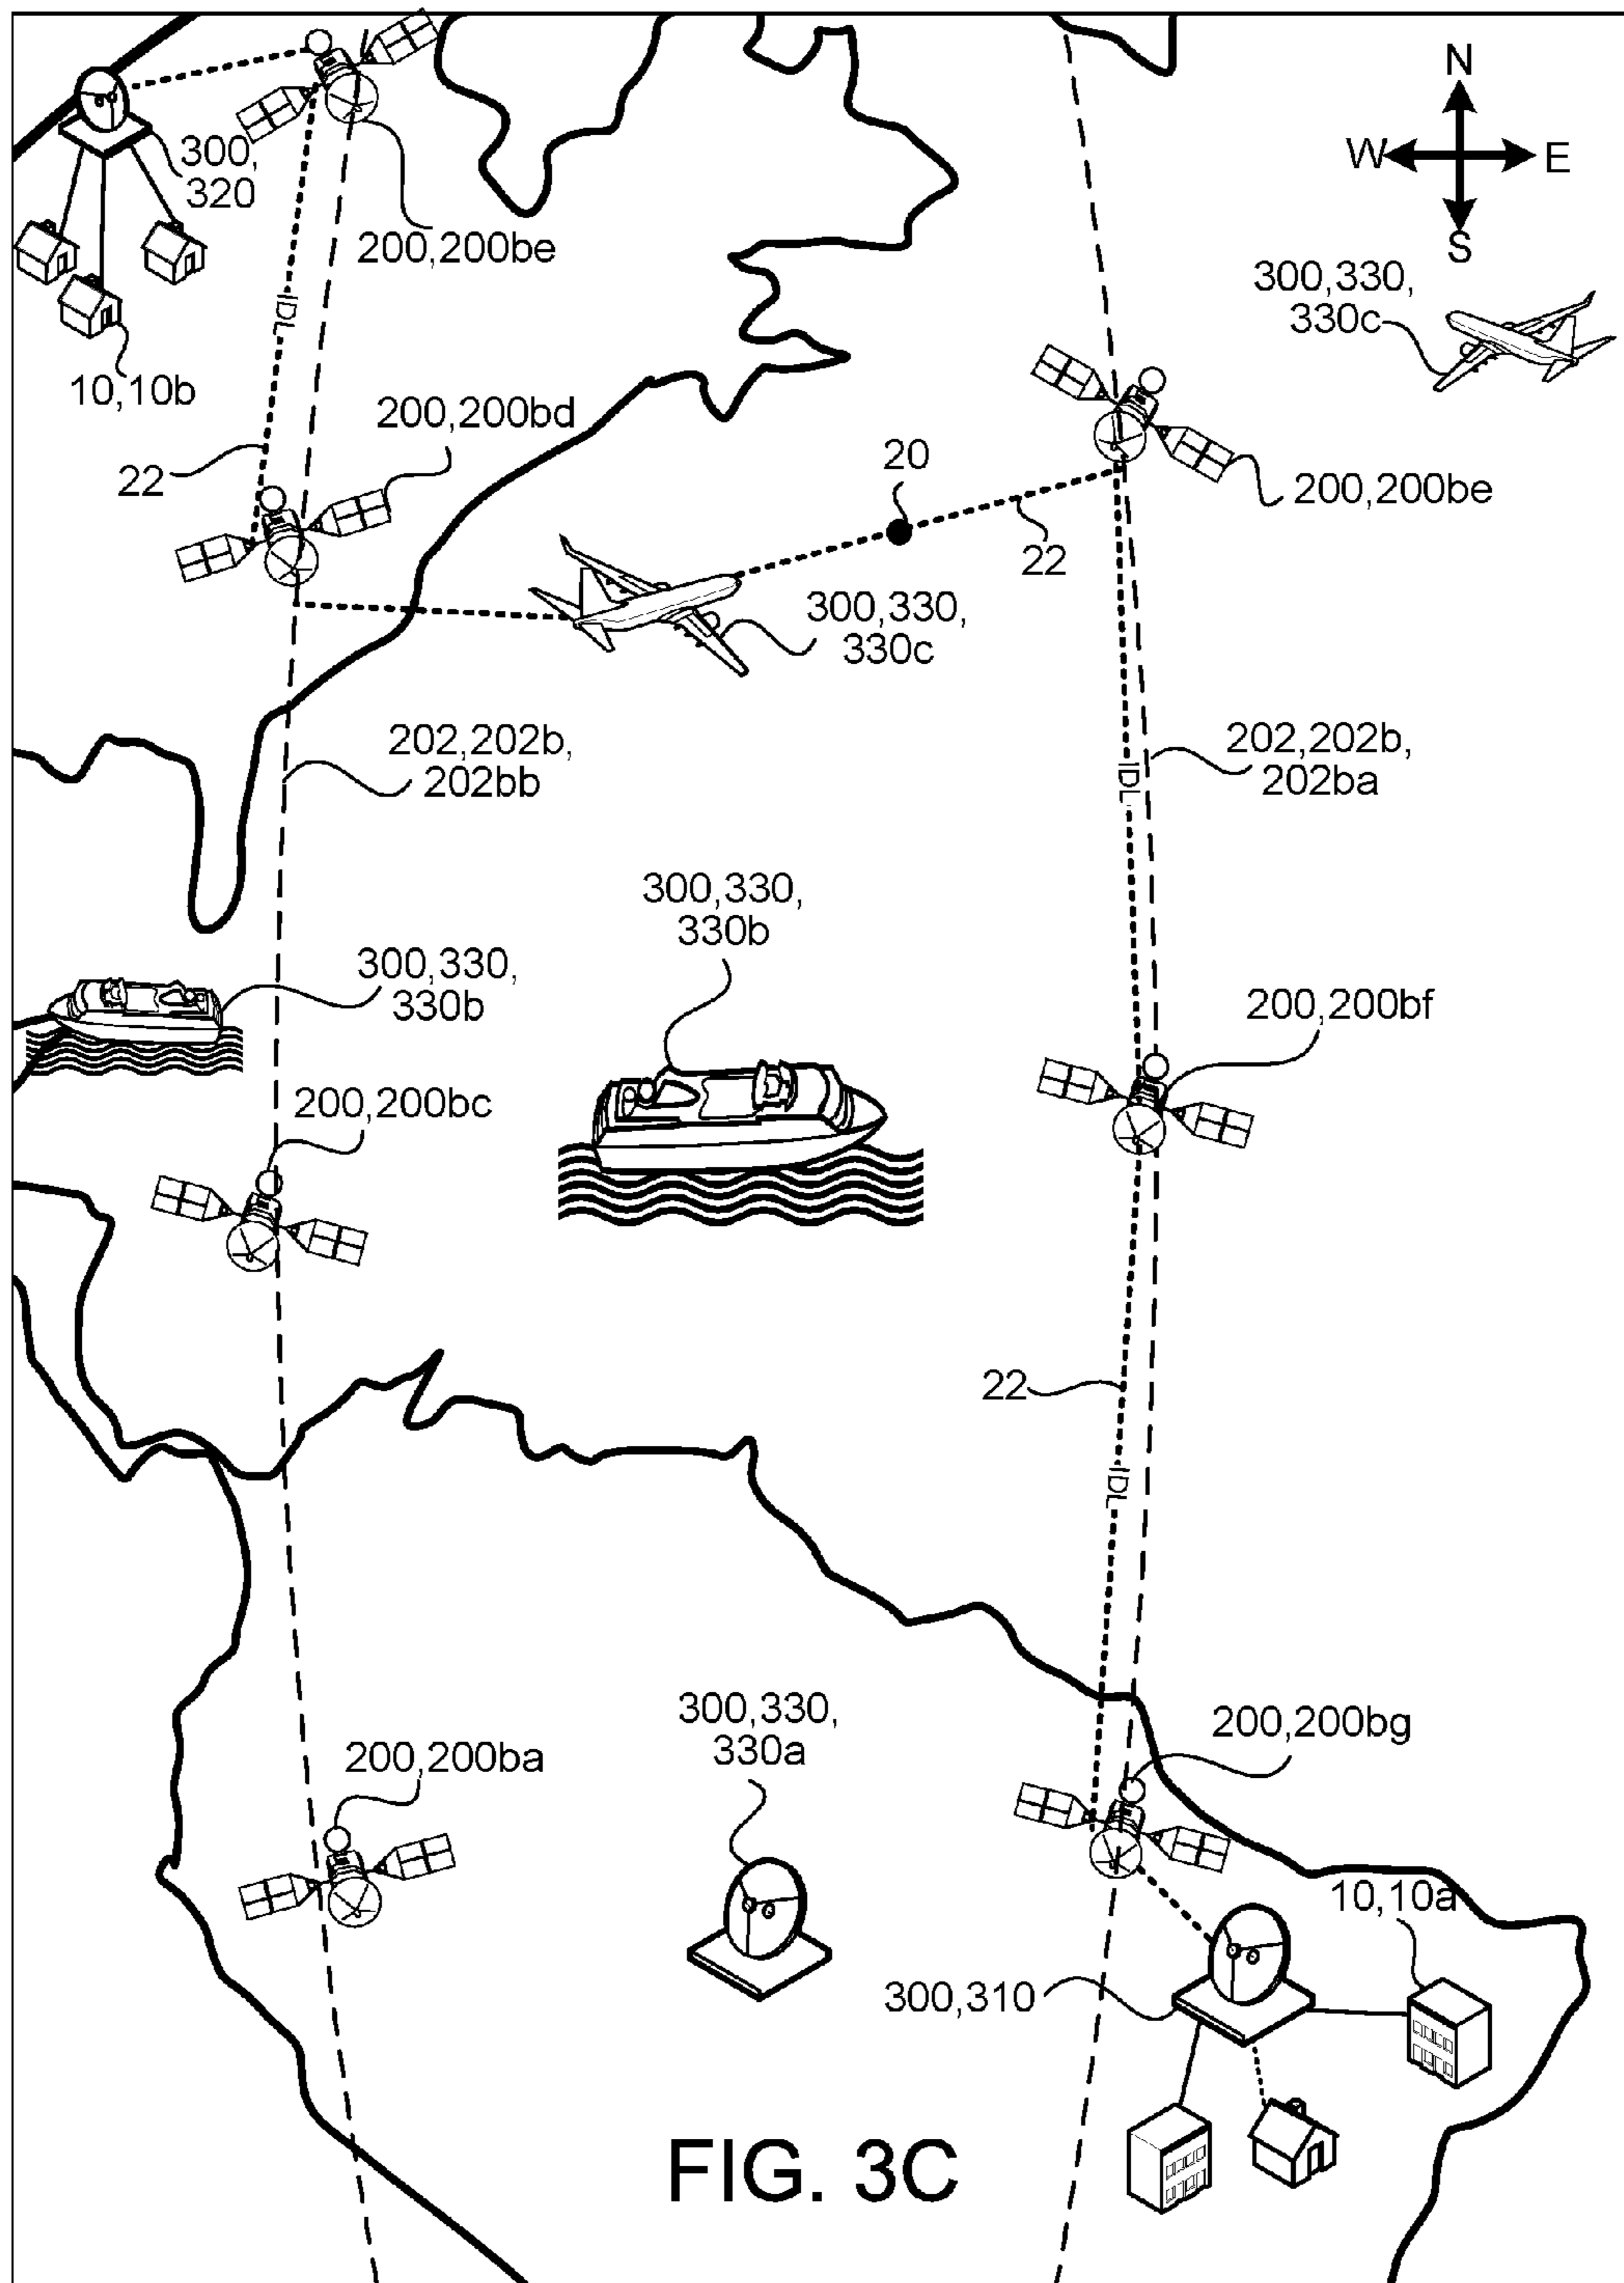 N
W
E
S
300,
320
200,200be
300,330,
330c
IDL
10,10b
200,200bd
22
20
200,200be
22
300,330,
330c
202,202b,
202bb
202,202b,
202ba
IDL
300,330,
330b
300,330,
330b
200,200bf
200,200bc
22
IDL
300,330,
330a
200,200bg
200,200ba
10,10a
300,310
FIG. 3C